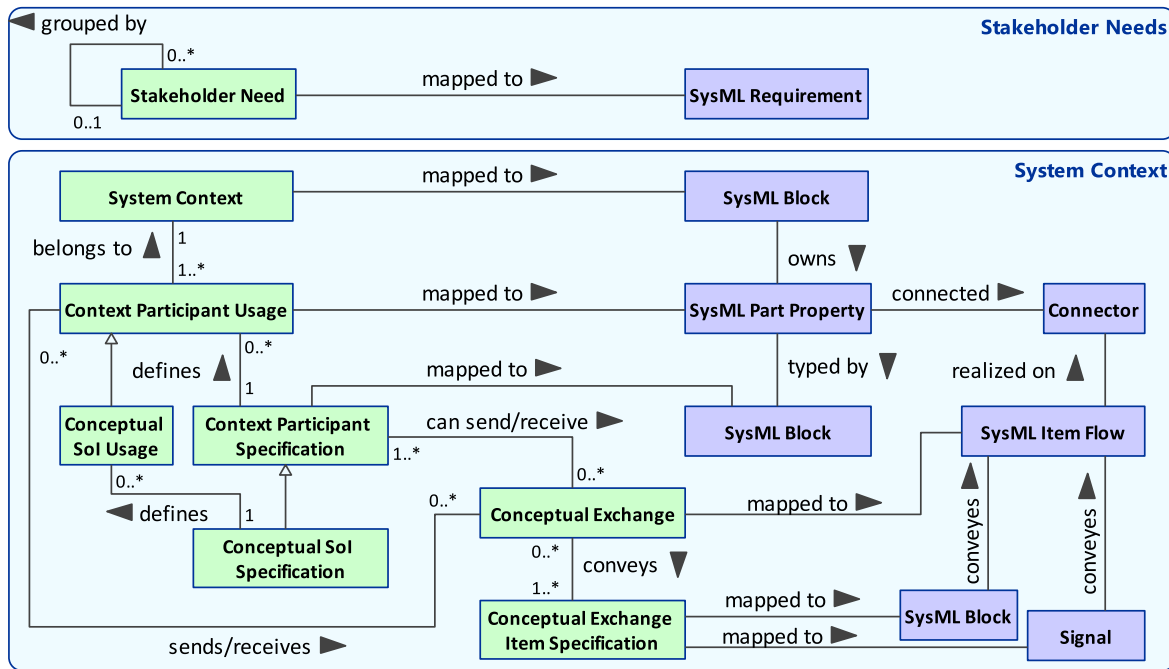 grouped by
Stakeholder Needs
0..*
mapped to
Stakeholder Need
SysML Requirement
0..1
System Context
mapped to
System Context
SysML Block
belongs to
1
1..*
owns
Context Participant Usage
mapped to
SysML Part Property
connected
Connector
0..*
defines
0..*
1
mapped to
typed by
realized on
Conceptual
SoI Usage
Context Participant
Specification
can send/receive
1..*
SysML Block
SysML Item Flow
0..*
defines
1
0..*
0..*
Conceptual Exchange
mapped to
conveyes
conveyes
Conceptual SoI
Specification
0..*
conveys
1..*
Conceptual Exchange
Item Specification
mapped to
SysML Block
mapped to
Signal
sends/receives